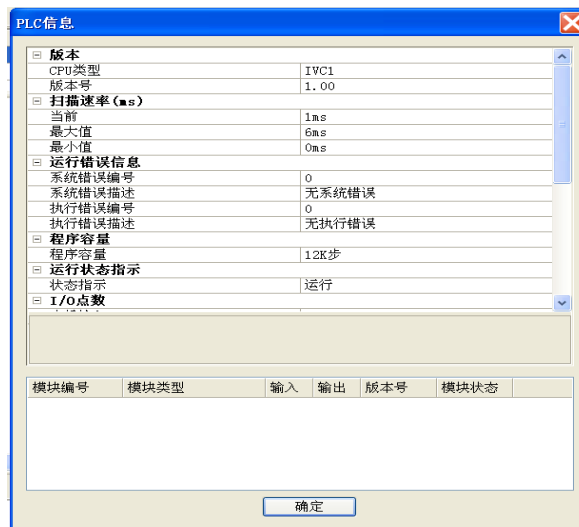 PLC信息
版本
CPU类型 IVC1
版本号 1.00
扫描速率(ms)
当前 1ms
最大值 6ms
最小值 0ms
运行错误信息
系统错误编号 0
系统错误描述 无系统错误
执行错误编号 0
执行错误描述 无执行错误
程序容量
程序容量 12K步
运行状态指示
状态指示 运行
I/O点数
模块编号 模块类型 输入 输出 版本号 模块状态
确定